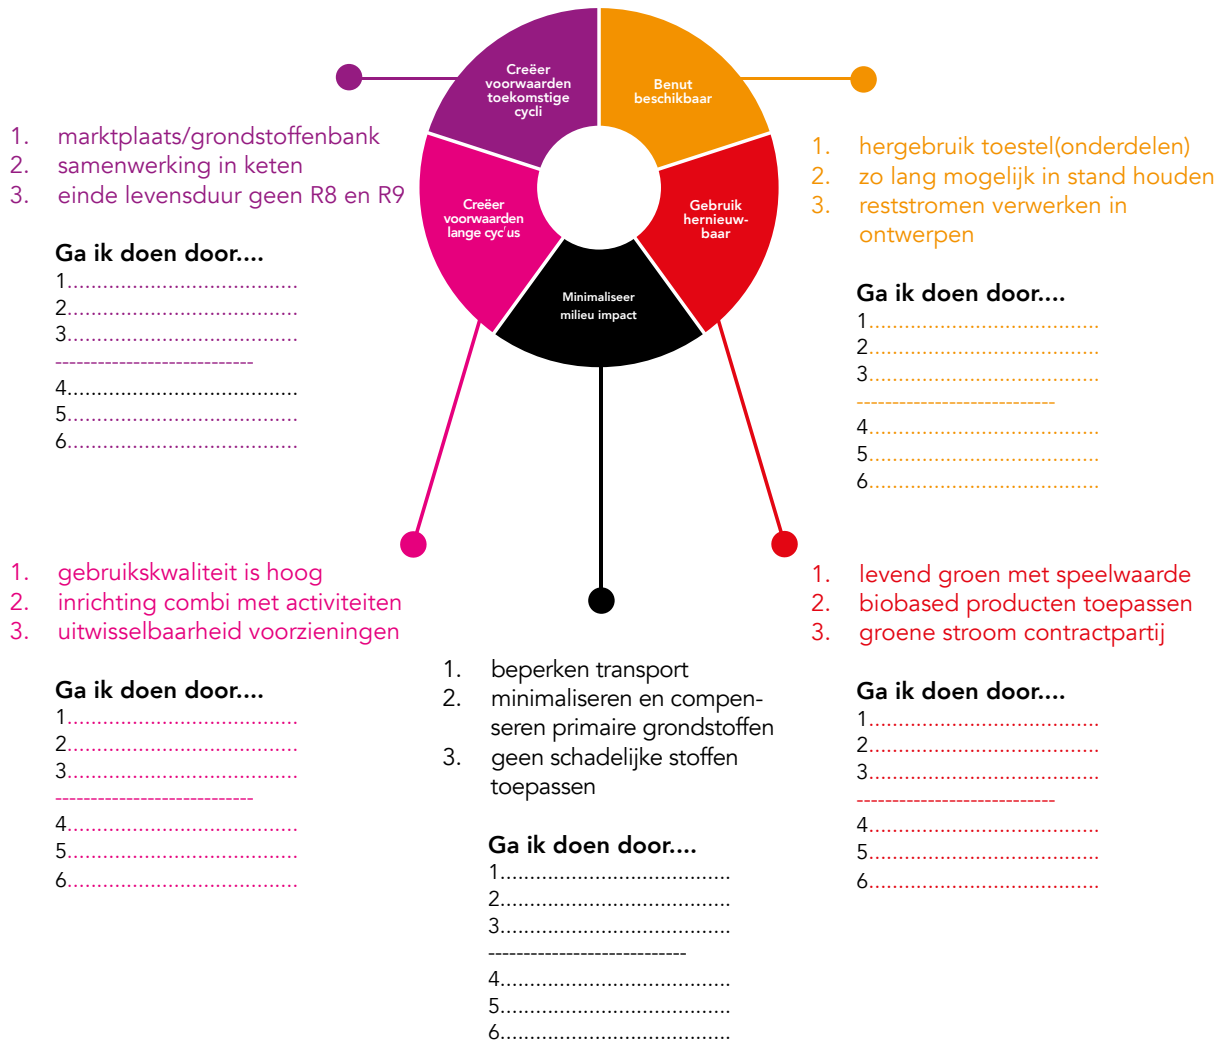 Creëer
voorwaarden
toekomstige
cycli
Benut
beschikbaar
Gebruik
hernieuw-
baar
Minimaliseer
milieu impact
Creëer
voorwaarden
lange cyc'us
1. marktplaats/grondstoffenbank
2. samenwerking in keten
3. einde levensduur geen R8 en R9
Ga ik doen door....
1.......................................
2.......................................
3.......................................
----------------------------
4.......................................
5.......................................
6.......................................
1. hergebruik toestel(onderdelen)
2. zo lang mogelijk in stand houden
3. reststromen verwerken in
ontwerpen
Ga ik doen door....
1.......................................
2.......................................
3.......................................
----------------------------
4.......................................
5.......................................
6.......................................
1. gebruikskwaliteit is hoog
2. inrichting combi met activiteiten
3. uitwisselbaarheid voorzieningen
Ga ik doen door....
1.......................................
2.......................................
3.......................................
----------------------------
4.......................................
5.......................................
6.......................................
1. beperken transport
2. minimaliseren en compen-
seren primaire grondstoffen
3. geen schadelijke stoffen
toepassen
Ga ik doen door....
1.......................................
2.......................................
3.......................................
----------------------------
4.......................................
5.......................................
6.......................................
1. levend groen met speelwaarde
2. biobased producten toepassen
3. groene stroom contractpartij
Ga ik doen door....
1.......................................
2.......................................
3.......................................
----------------------------
4.......................................
5.......................................
6.......................................